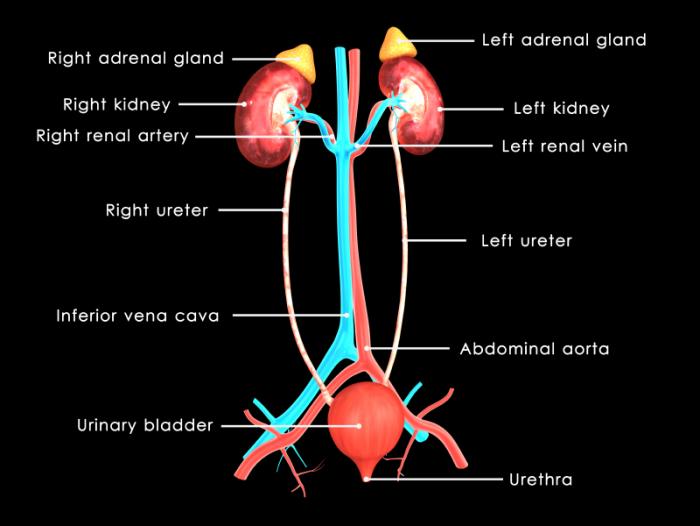 Right adrenal gland
Left adrenal gland
Right kidney
Left kidney
Right renal artery
Left renal vein
Right ureter
Left ureter
Inferior vena cava
Abdominal aorta
Urinary bladder
Urethra